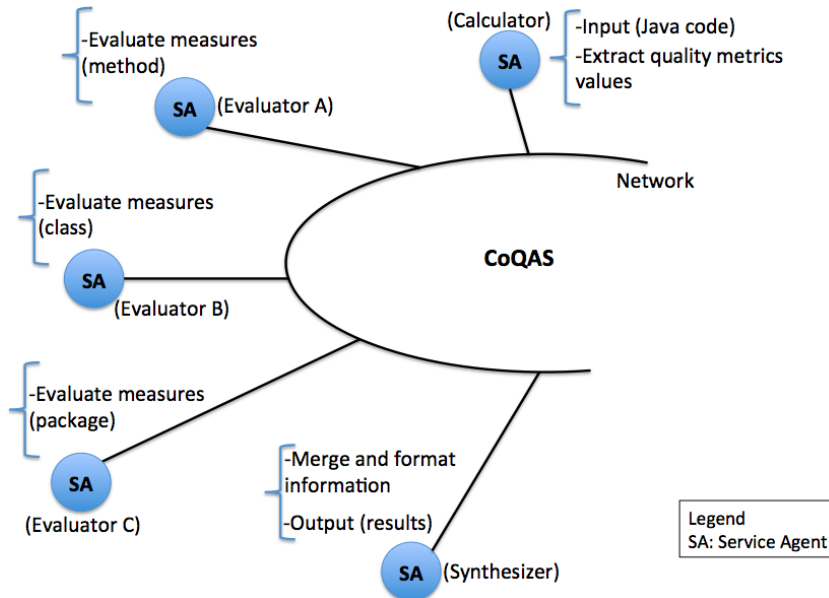 -Evaluate measures
(method)
SA
(Evaluator A)
(Calculator)
SA
-Input (Java code)
-Extract quality metrics
values
Network
CoQAS
-Evaluate measures
(class)
SA
(Evaluator B)
-Evaluate measures
(package)
SA
(Evaluator C)
-Merge and format
information
-Output (results)
SA
(Synthesizer)
Legend
SA: Service Agent